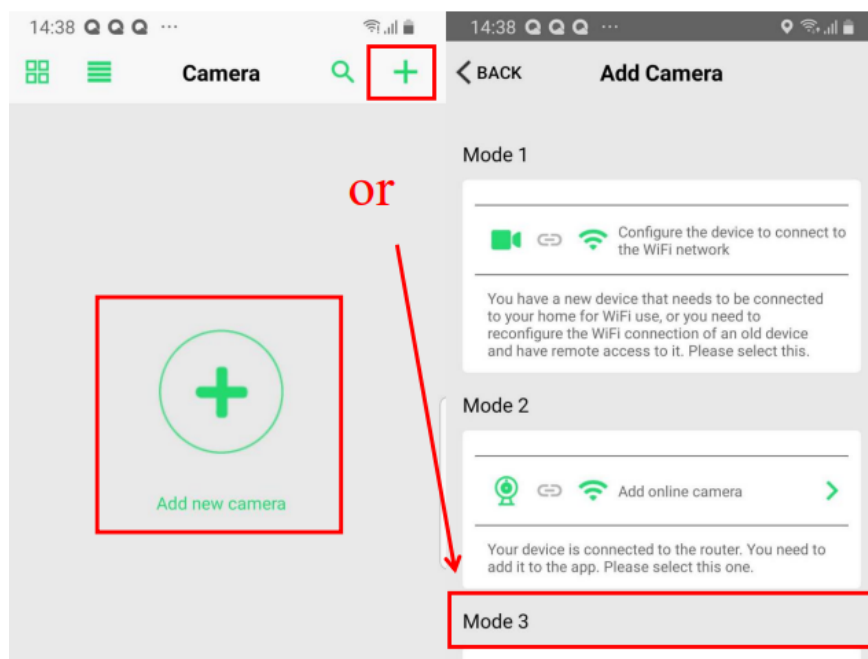 14:38
Camera
or
Add new camera
14:38
BACK
Add Camera
Mode 1
Configure the device to connect to
the WiFi network
You have a new device that needs to be connected
to your home for WiFi use, or you need to
reconfigure the WiFi connection of an old device
and have remote access to it. Please select this.
Mode 2
Add online camera
Your device is connected to the router. You need to
add it to the app. Please select this one.
Mode 3